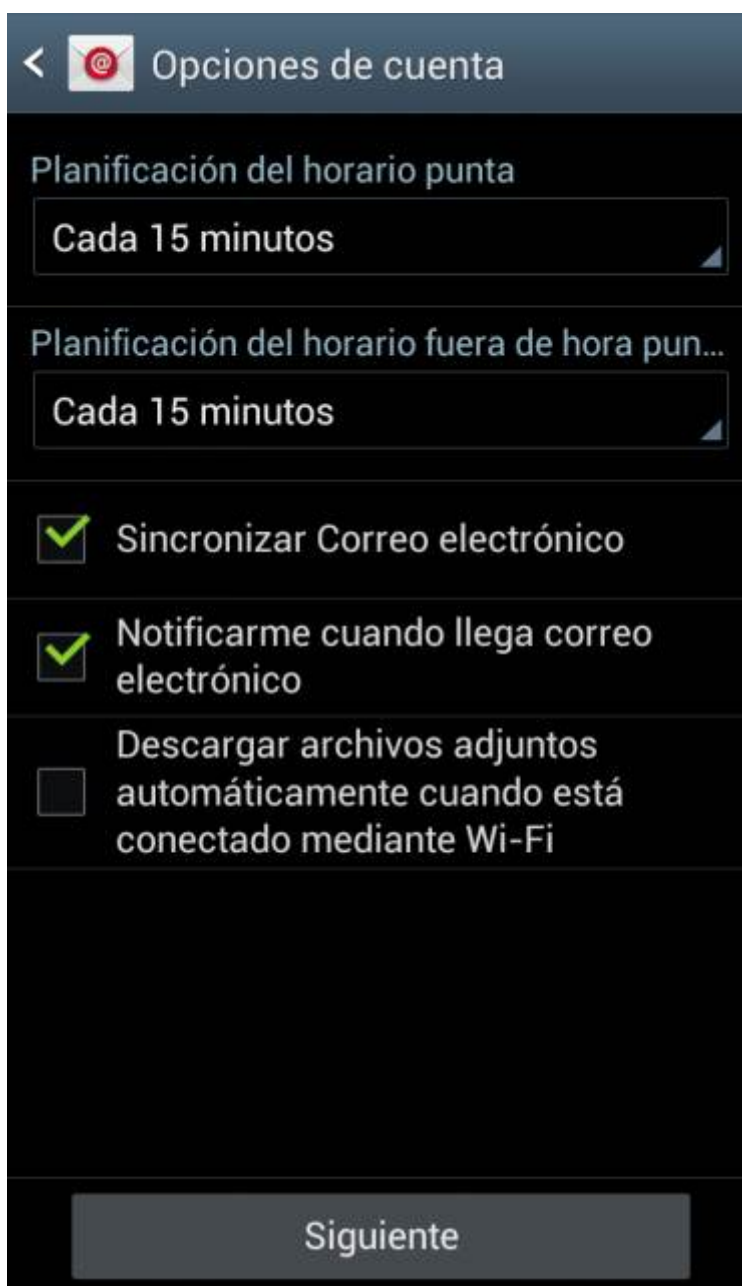 Opciones de cuenta
Planificación del horario punta
Cada 15 minutos
Planificación del horario fuera de hora pun...
Cada 15 minutos
Sincronizar Correo electrónico
Notificarme cuando llega correo
electrónico
Descargar archivos adjuntos
automáticamente cuando está
conectado mediante Wi-Fi
Siguiente